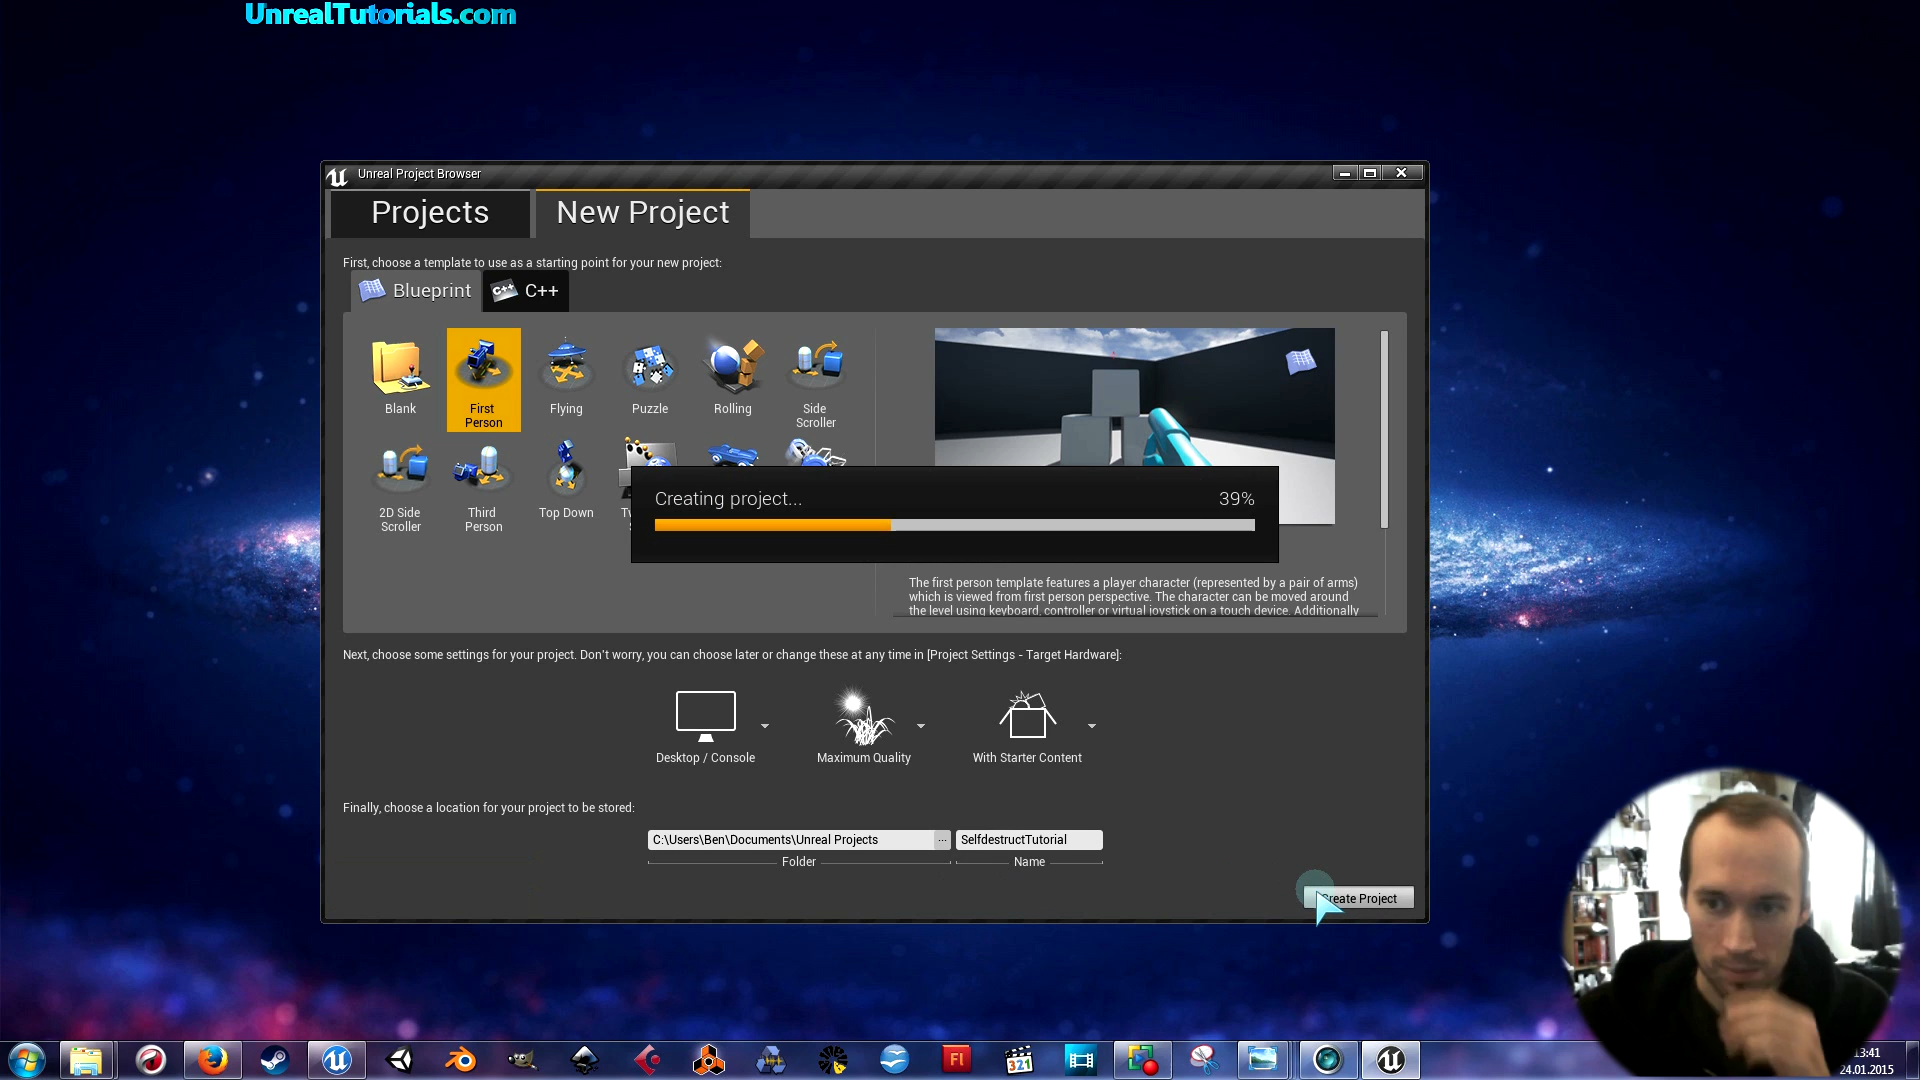 UnrealTutorials.com
Unreal Project Browser
Projects
New Project
First, choose a template to use as a starting point for your new project:
Blueprint
C++
C++
Blank
First
Person
Flying
Puzzle
Rolling
Side
Scroller
2D Side
Scroller
Third
Person
Top Down
Creating project...
39%
The first person template features a player character (represented by a pair of arms)
which is viewed from first person perspective. The character can be moved around
the level using keyboard, controller or virtual joystick on a touch device. Additionally
Next, choose some settings for your project. Don't worry, you can choose later or change these at any time in [Project Settings - Target Hardware]:
Desktop / Console
Maximum Quality
With Starter Content
Finally, choose a location for your project to be stored:
C:\Users\Ben\Documents\Unreal Projects
...
SelfdestructTutorial
Folder
Name
Create Project
Fl
321
13:41
24.01.2015